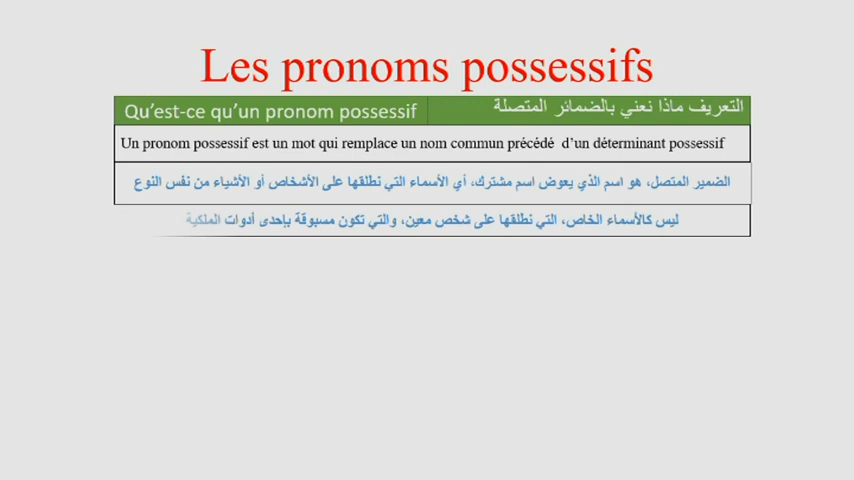 Les pronoms possessifs
Qu’est-ce qu’un pronom possessif
التعريف ماذا نعني بالضمائر المتصلة
Un pronom possessif est un mot qui remplace un nom commun précédé d’un déterminant possessif
الضمير المتصل، هو اسم الذي يعوض اسم مشترك، أي الأسماء التي نطلقها على الأشخاص أو الأشياء من نفس النوع
ليس كالأسماء الخاص، التي نطلقها على شخص معين، والتي تكون مسبوقة بإحدى أدوات الملكية